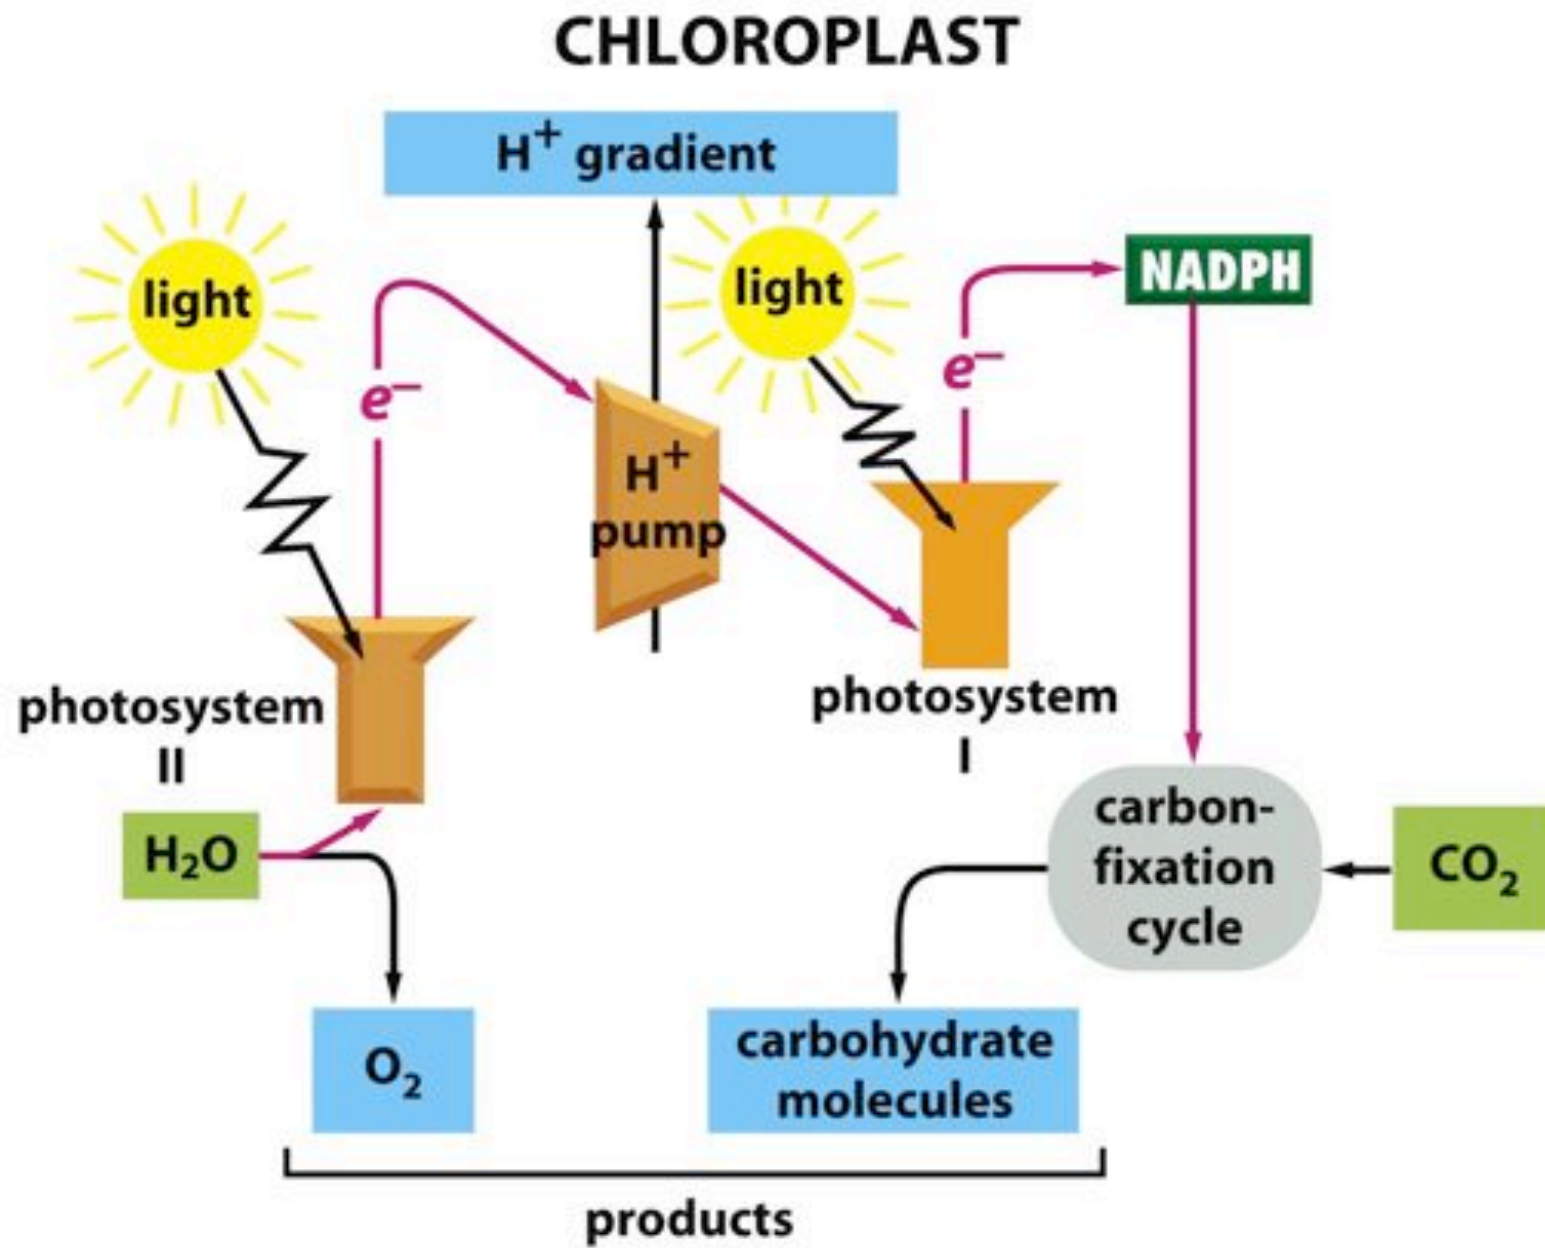 CHLOROPLAST
H⁺ gradient
light
light
NADPH
e⁻
e⁻
H⁺
pump
photosystem
II
photosystem
I
H₂O
carbon-
fixation
cycle
CO₂
O₂
carbohydrate
molecules
products